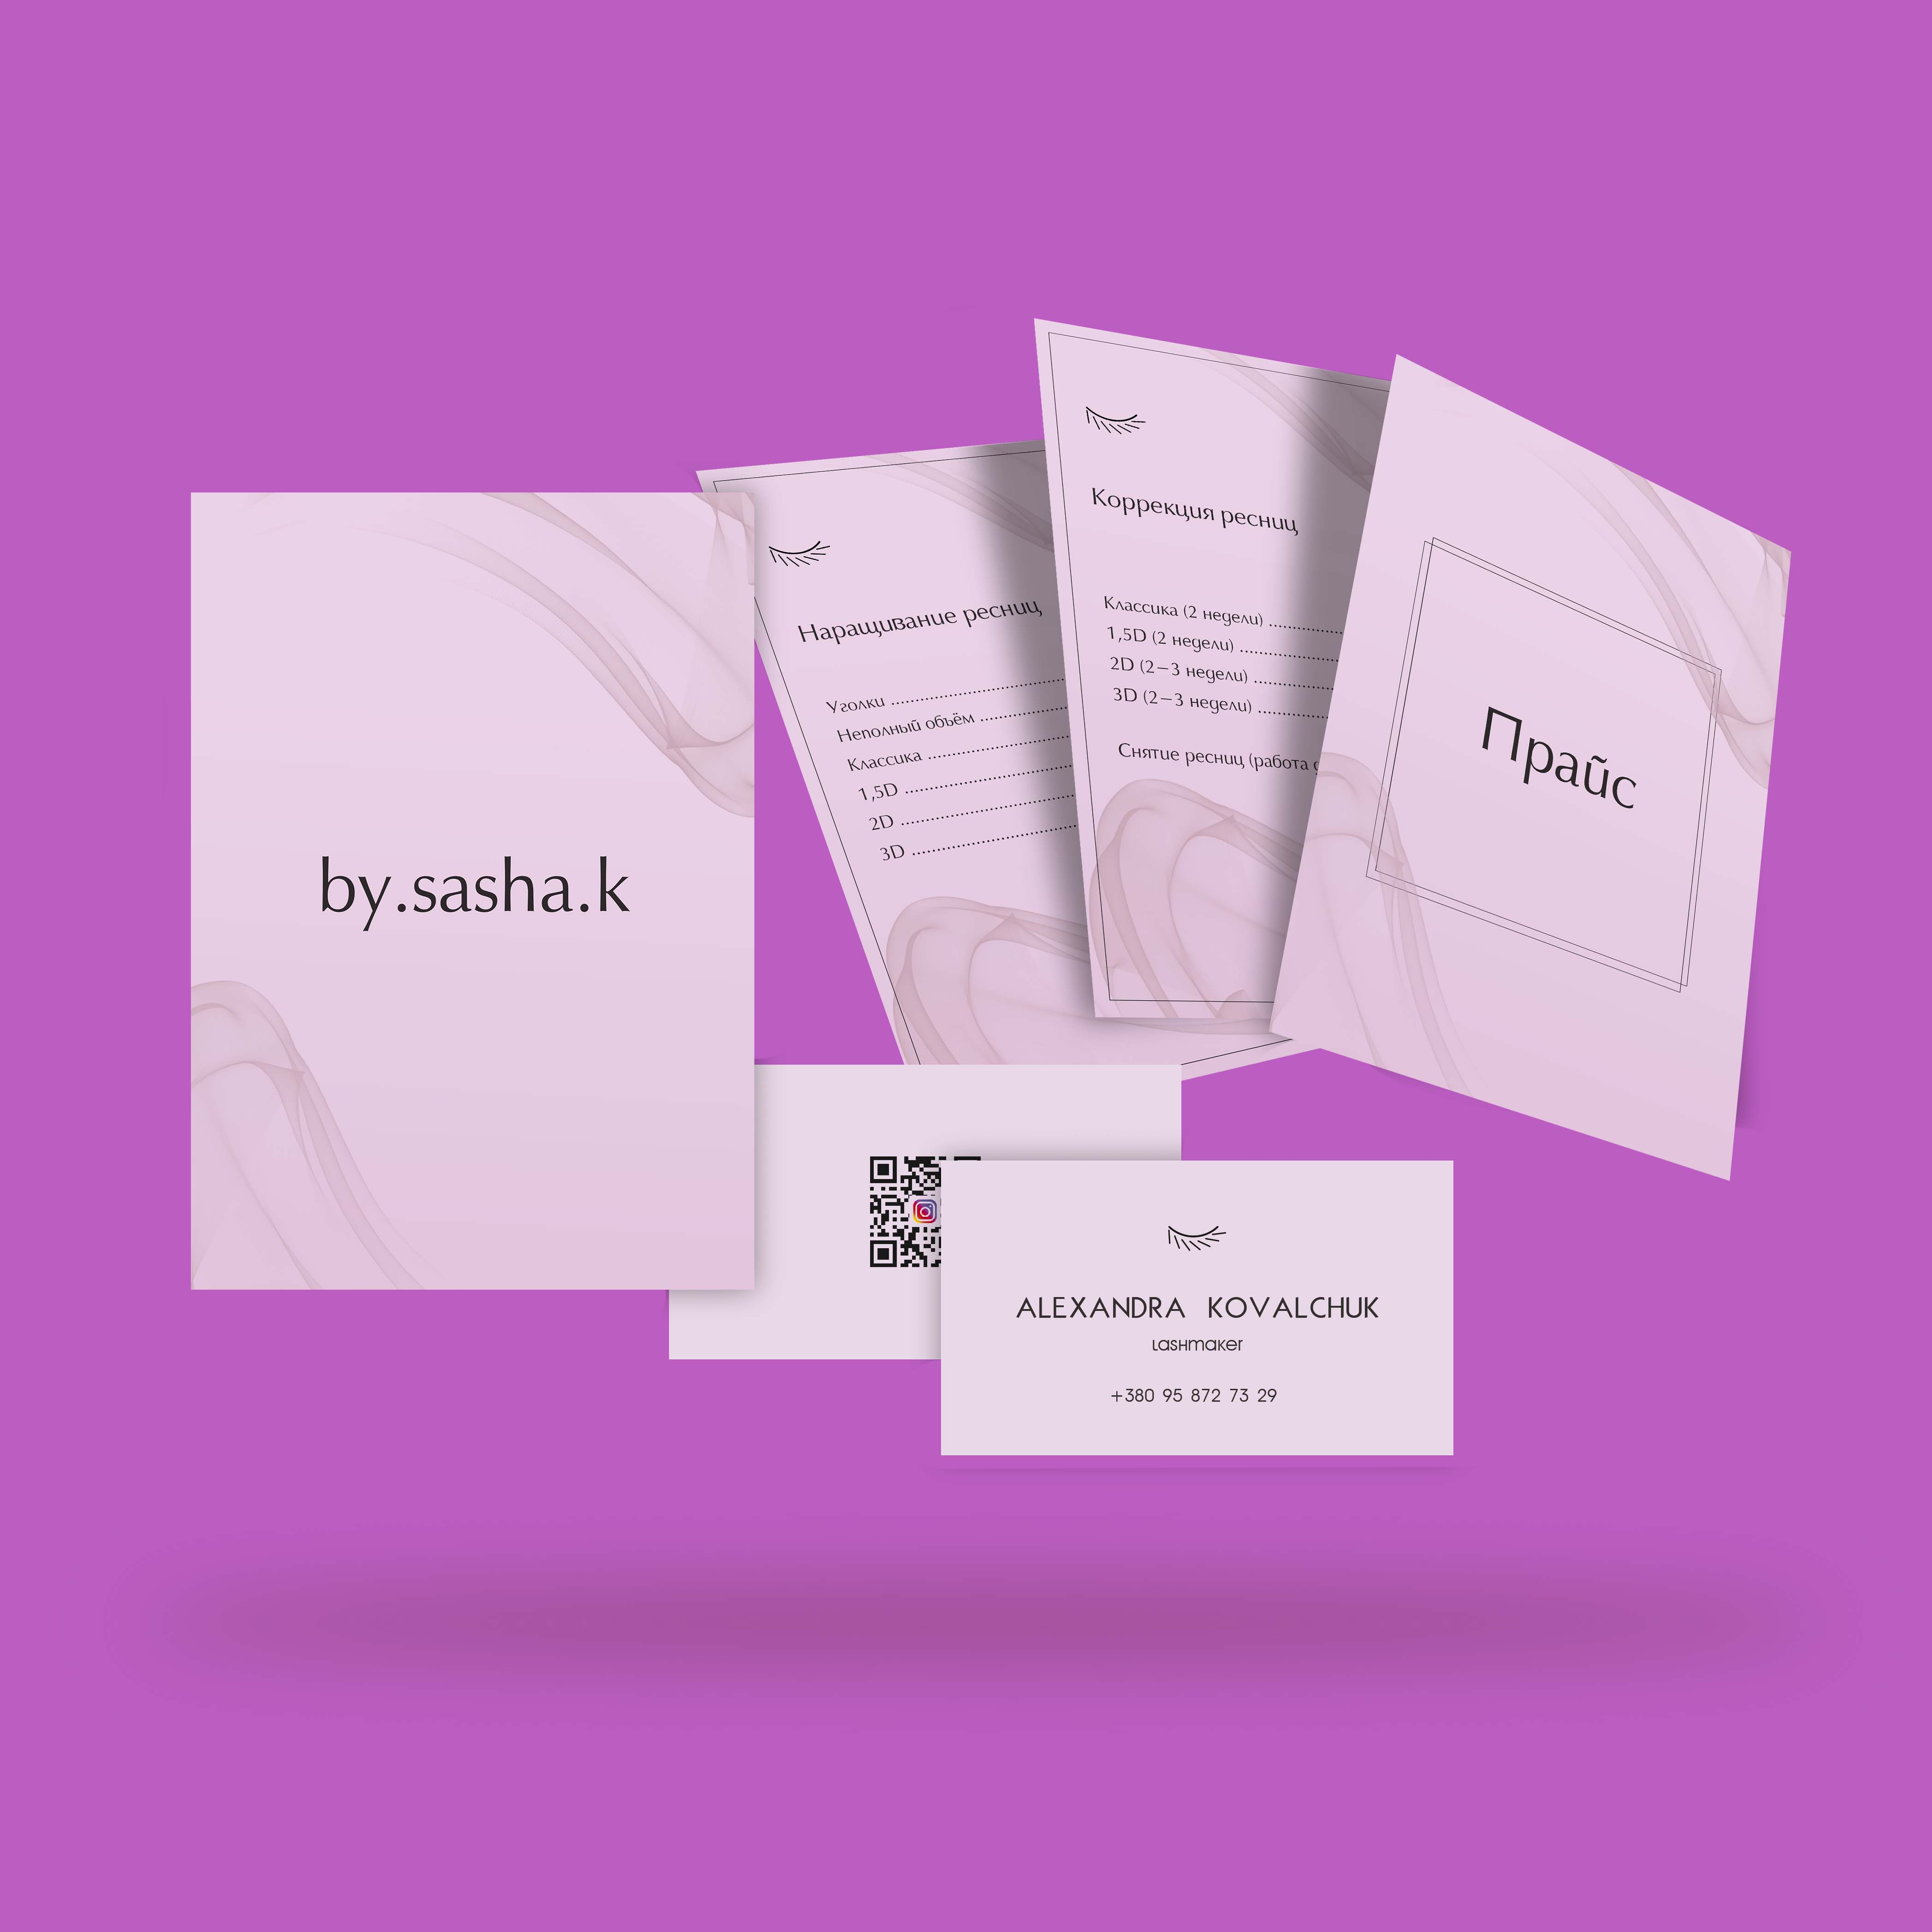 by.sasha.k
Наращивание ресниц
Уголки ........................
Неполный объём ........................
Классика ........................
1,5D ........................
2D ........................
3D ........................
Коррекция ресниц
Классика (2 недели) ........................
1,5D (2 недели) ........................
2D (2–3 недели) ........................
3D (2–3 недели) ........................
Снятие ресниц (работа
Прайс
ALEXANDRA KOVALCHUK
Lashmaker
+380 95 872 73 29